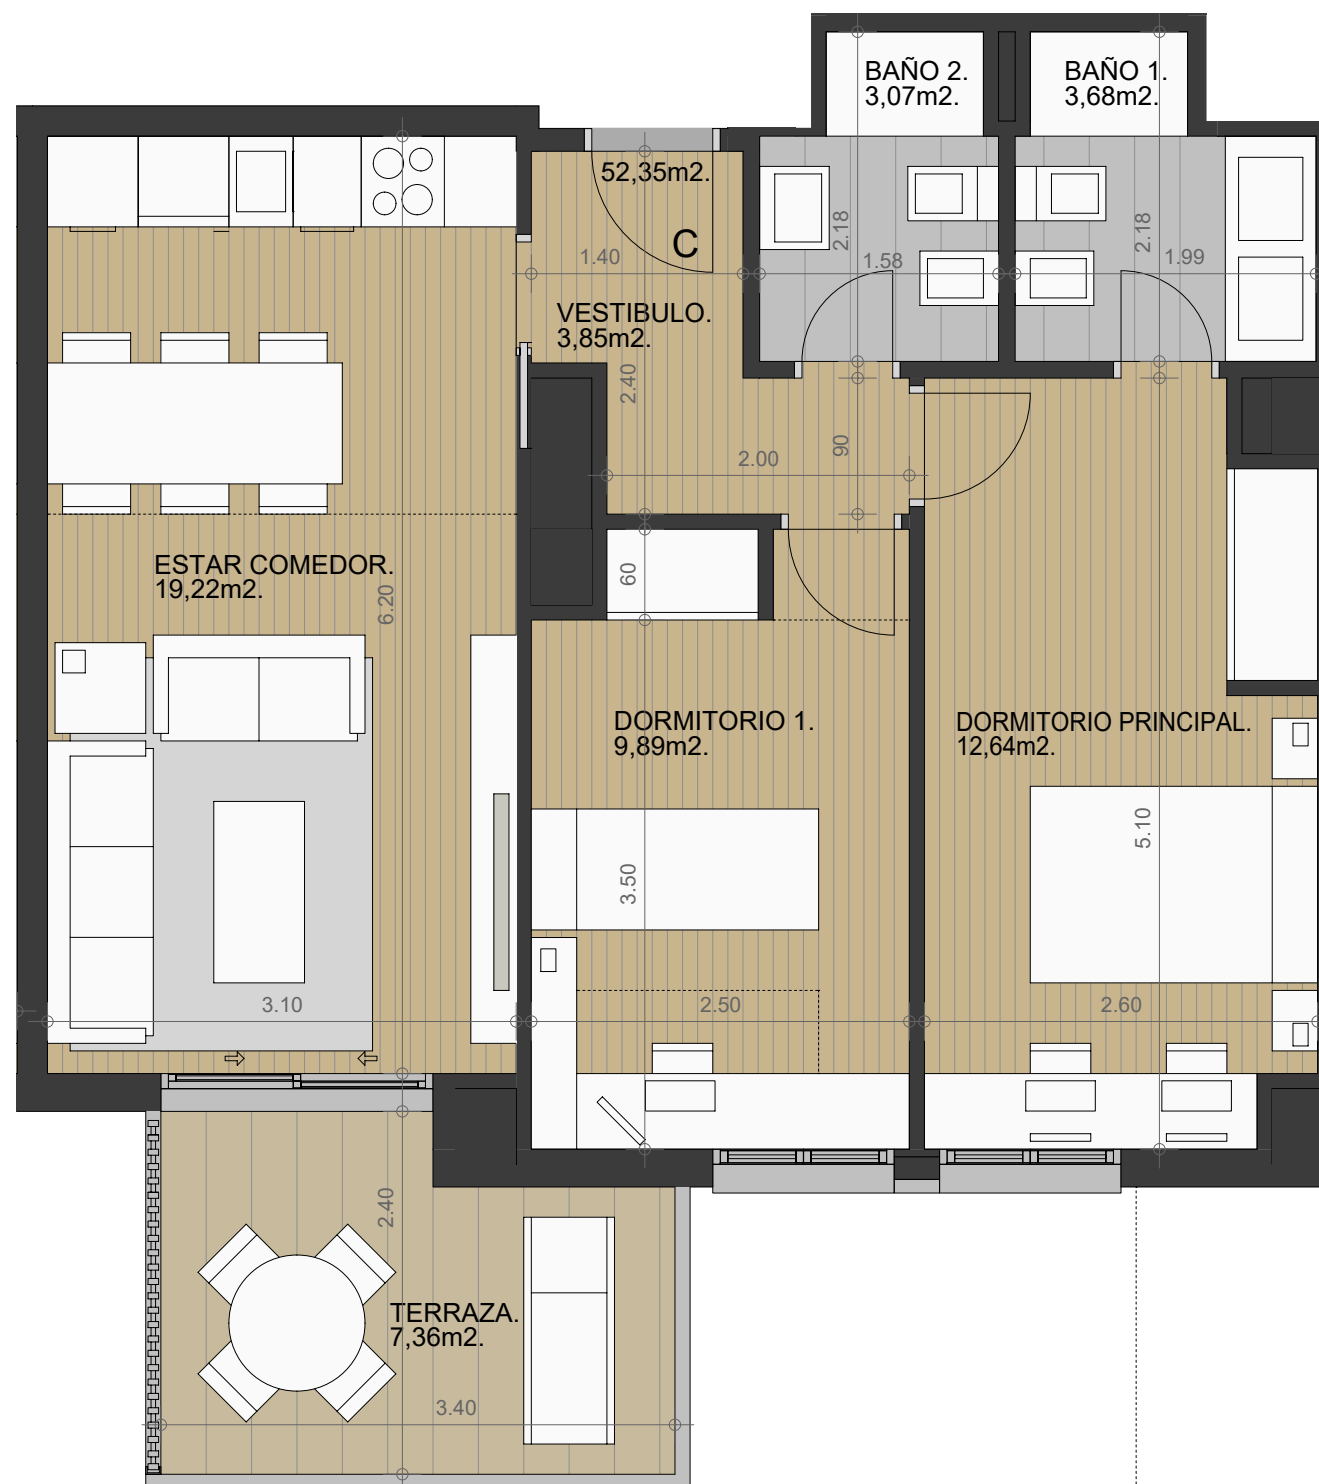 BAÑO 2.
3,07m2.
BAÑO 1.
3,68m2.
52,35m2.
C
2.18
2.18
1.40
1.58
1.99
VESTIBULO.
3,85m2.
2.40
90
2.00
ESTAR COMEDOR.
19,22m2.
6.20
60
DORMITORIO 1.
9,89m2.
DORMITORIO PRINCIPAL.
12,64m2.
5.10
3.50
3.10
2.50
2.60
2.40
TERRAZA.
7,36m2.
3.40